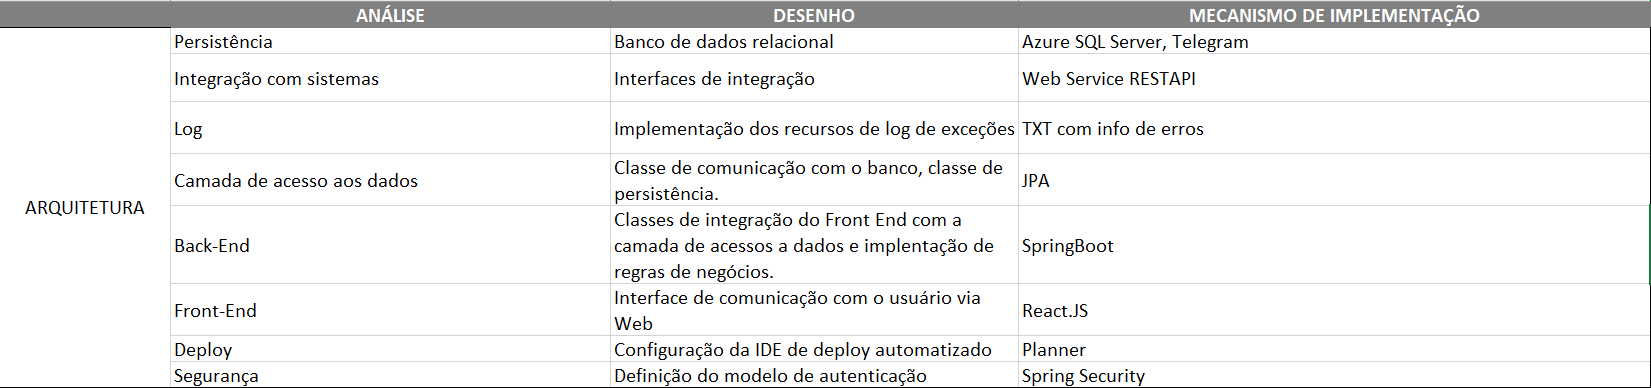 ANÁLISE DESENHO MECANISMO DE IMPLEMENTAÇÃO
ARQUITETURA
Persistência Banco de dados relacional Azure SQL Server, Telegram
Integração com sistemas Interfaces de integração Web Service RESTAPI
Log Implementação dos recursos de log de exceções TXT com info de erros
Camada de acesso aos dados Classe de comunicação com o banco, classe de
persistência. JPA
Back-End Classes de integração do Front End com a
camada de acessos a dados e implentação de
regras de negócios. SpringBoot
Front-End Interface de comunicação com o usuário via
Web React.JS
Deploy Configuração da IDE de deploy automatizado Planner
Segurança Definição do modelo de autenticação Spring Security